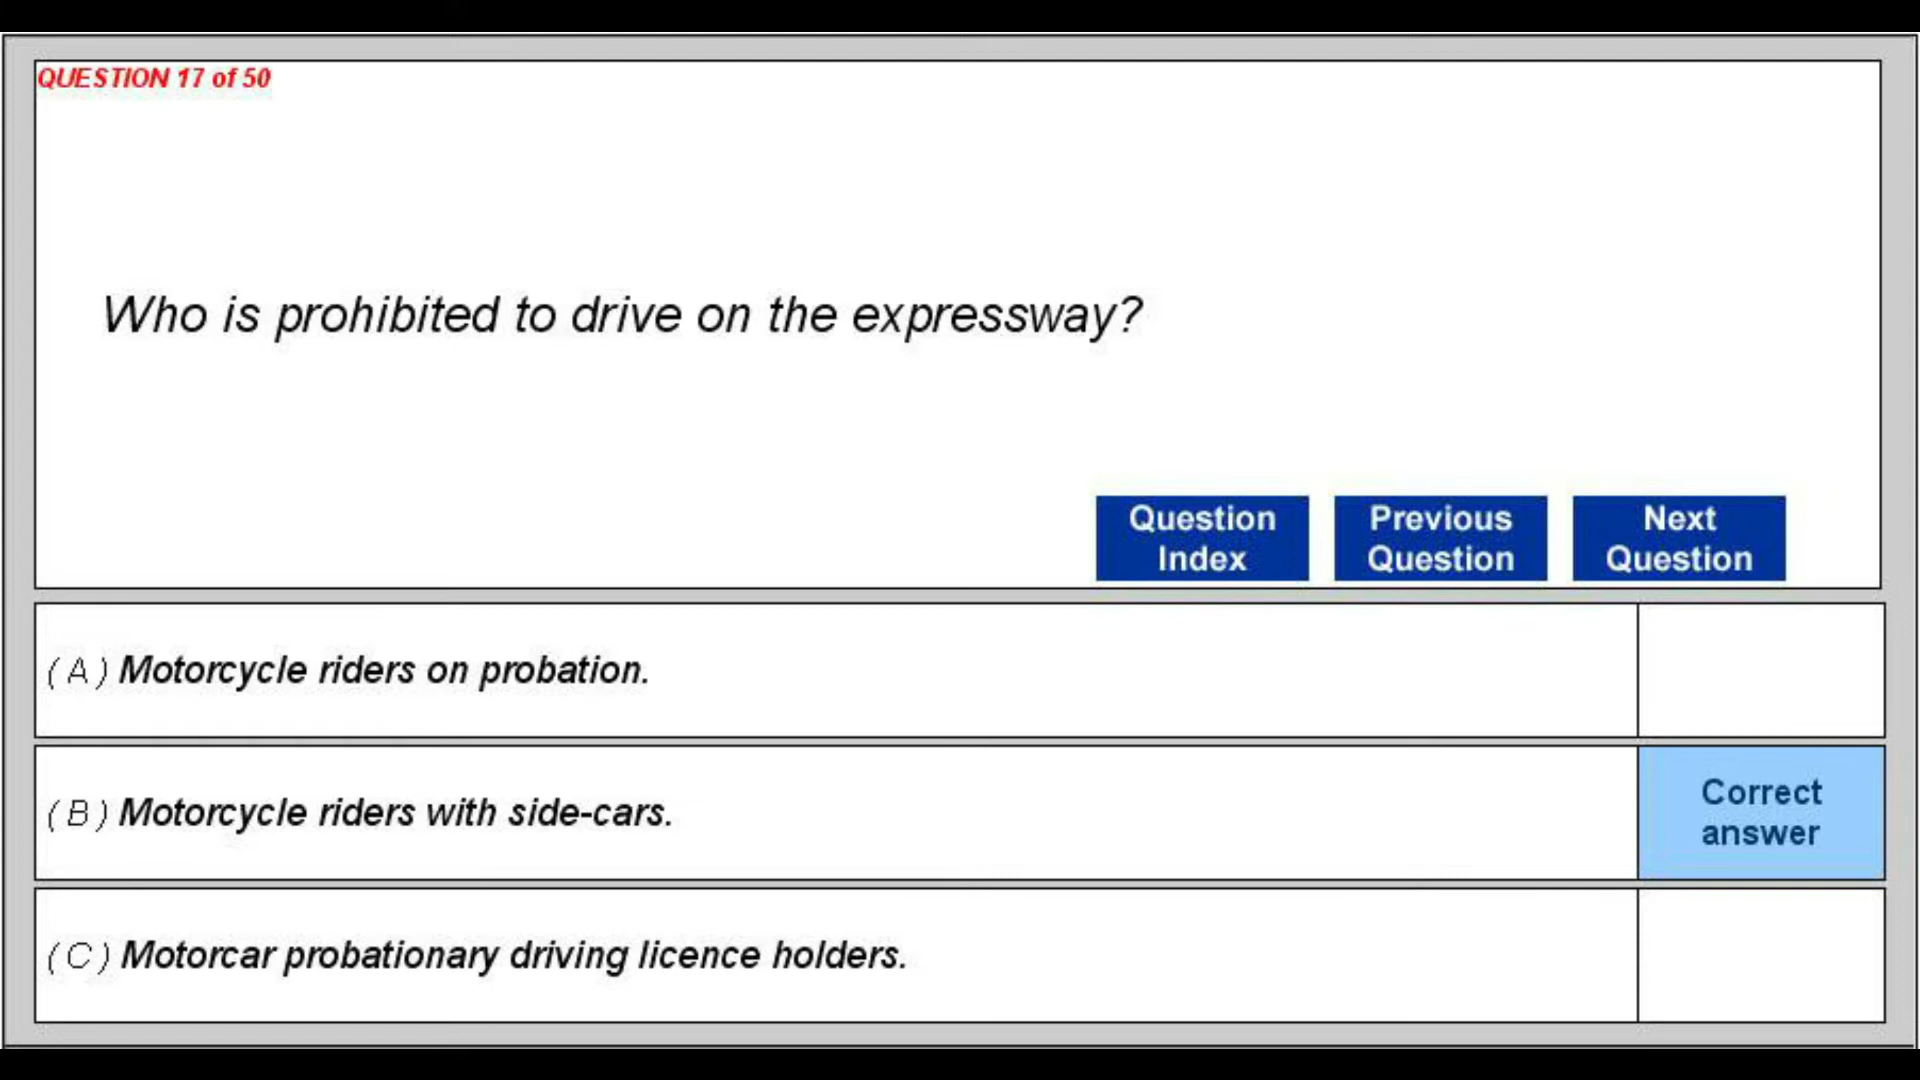 QUESTION 17 of 50
Who is prohibited to drive on the expressway?
Question
Index
Previous
Question
Next
Question
(A) Motorcycle riders on probation.
(B) Motorcycle riders with side-cars.
Correct
answer
(C) Motorcar probationary driving licence holders.